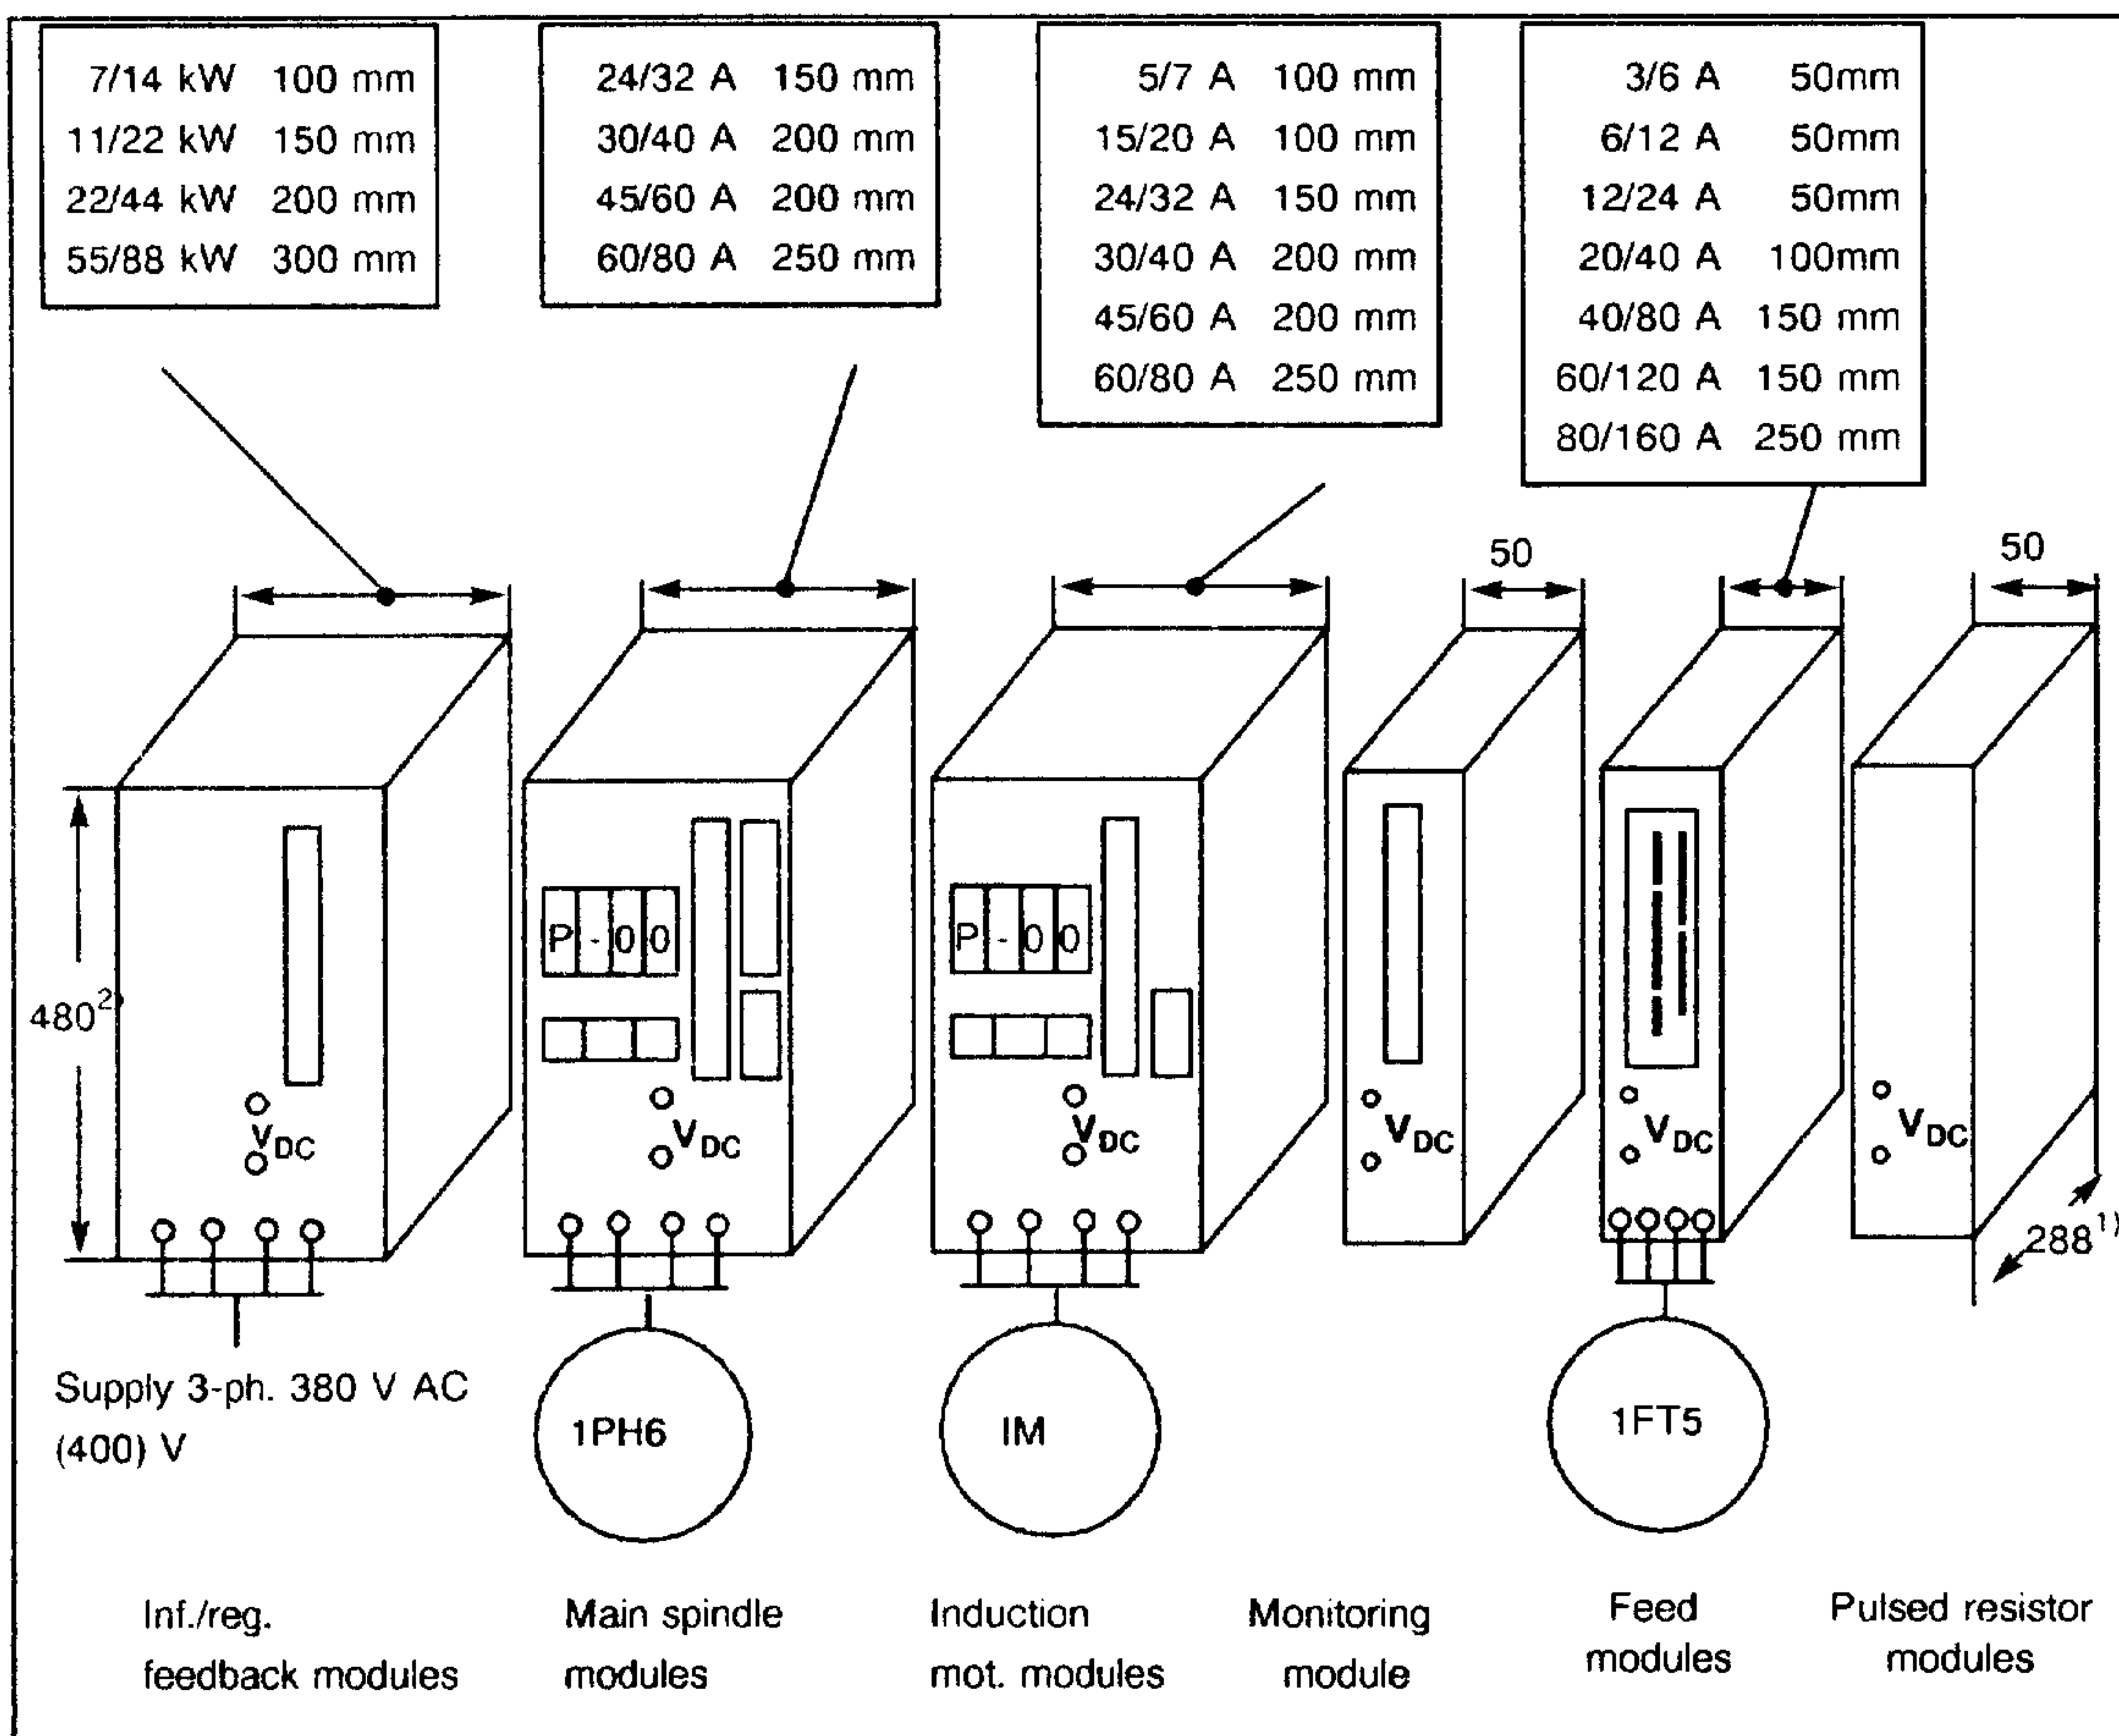 7/14 kW 100 mm
11/22 kW 150 mm
22/44 kW 200 mm
55/88 kW 300 mm
24/32 A 150 mm
30/40 A 200 mm
45/60 A 200 mm
60/80 A 250 mm
5/7 A 100 mm
15/20 A 100 mm
24/32 A 150 mm
30/40 A 200 mm
45/60 A 200 mm
60/80 A 250 mm
3/6 A 50mm
6/12 A 50mm
12/24 A 50mm
20/40 A 100mm
40/80 A 150 mm
60/120 A 150 mm
80/160 A 250 mm
50
50
P - 0 0
P - 0 0
480²⁾
VDC
VDC
VDC
VDC
VDC
VDC
288¹⁾
Supply 3-ph. 380 V AC
(400) V
1PH6
IM
1FT5
Inf./reg.
feedback modules
Main spindle
modules
Induction
mot. modules
Monitoring
module
Feed
modules
Pulsed resistor
modules